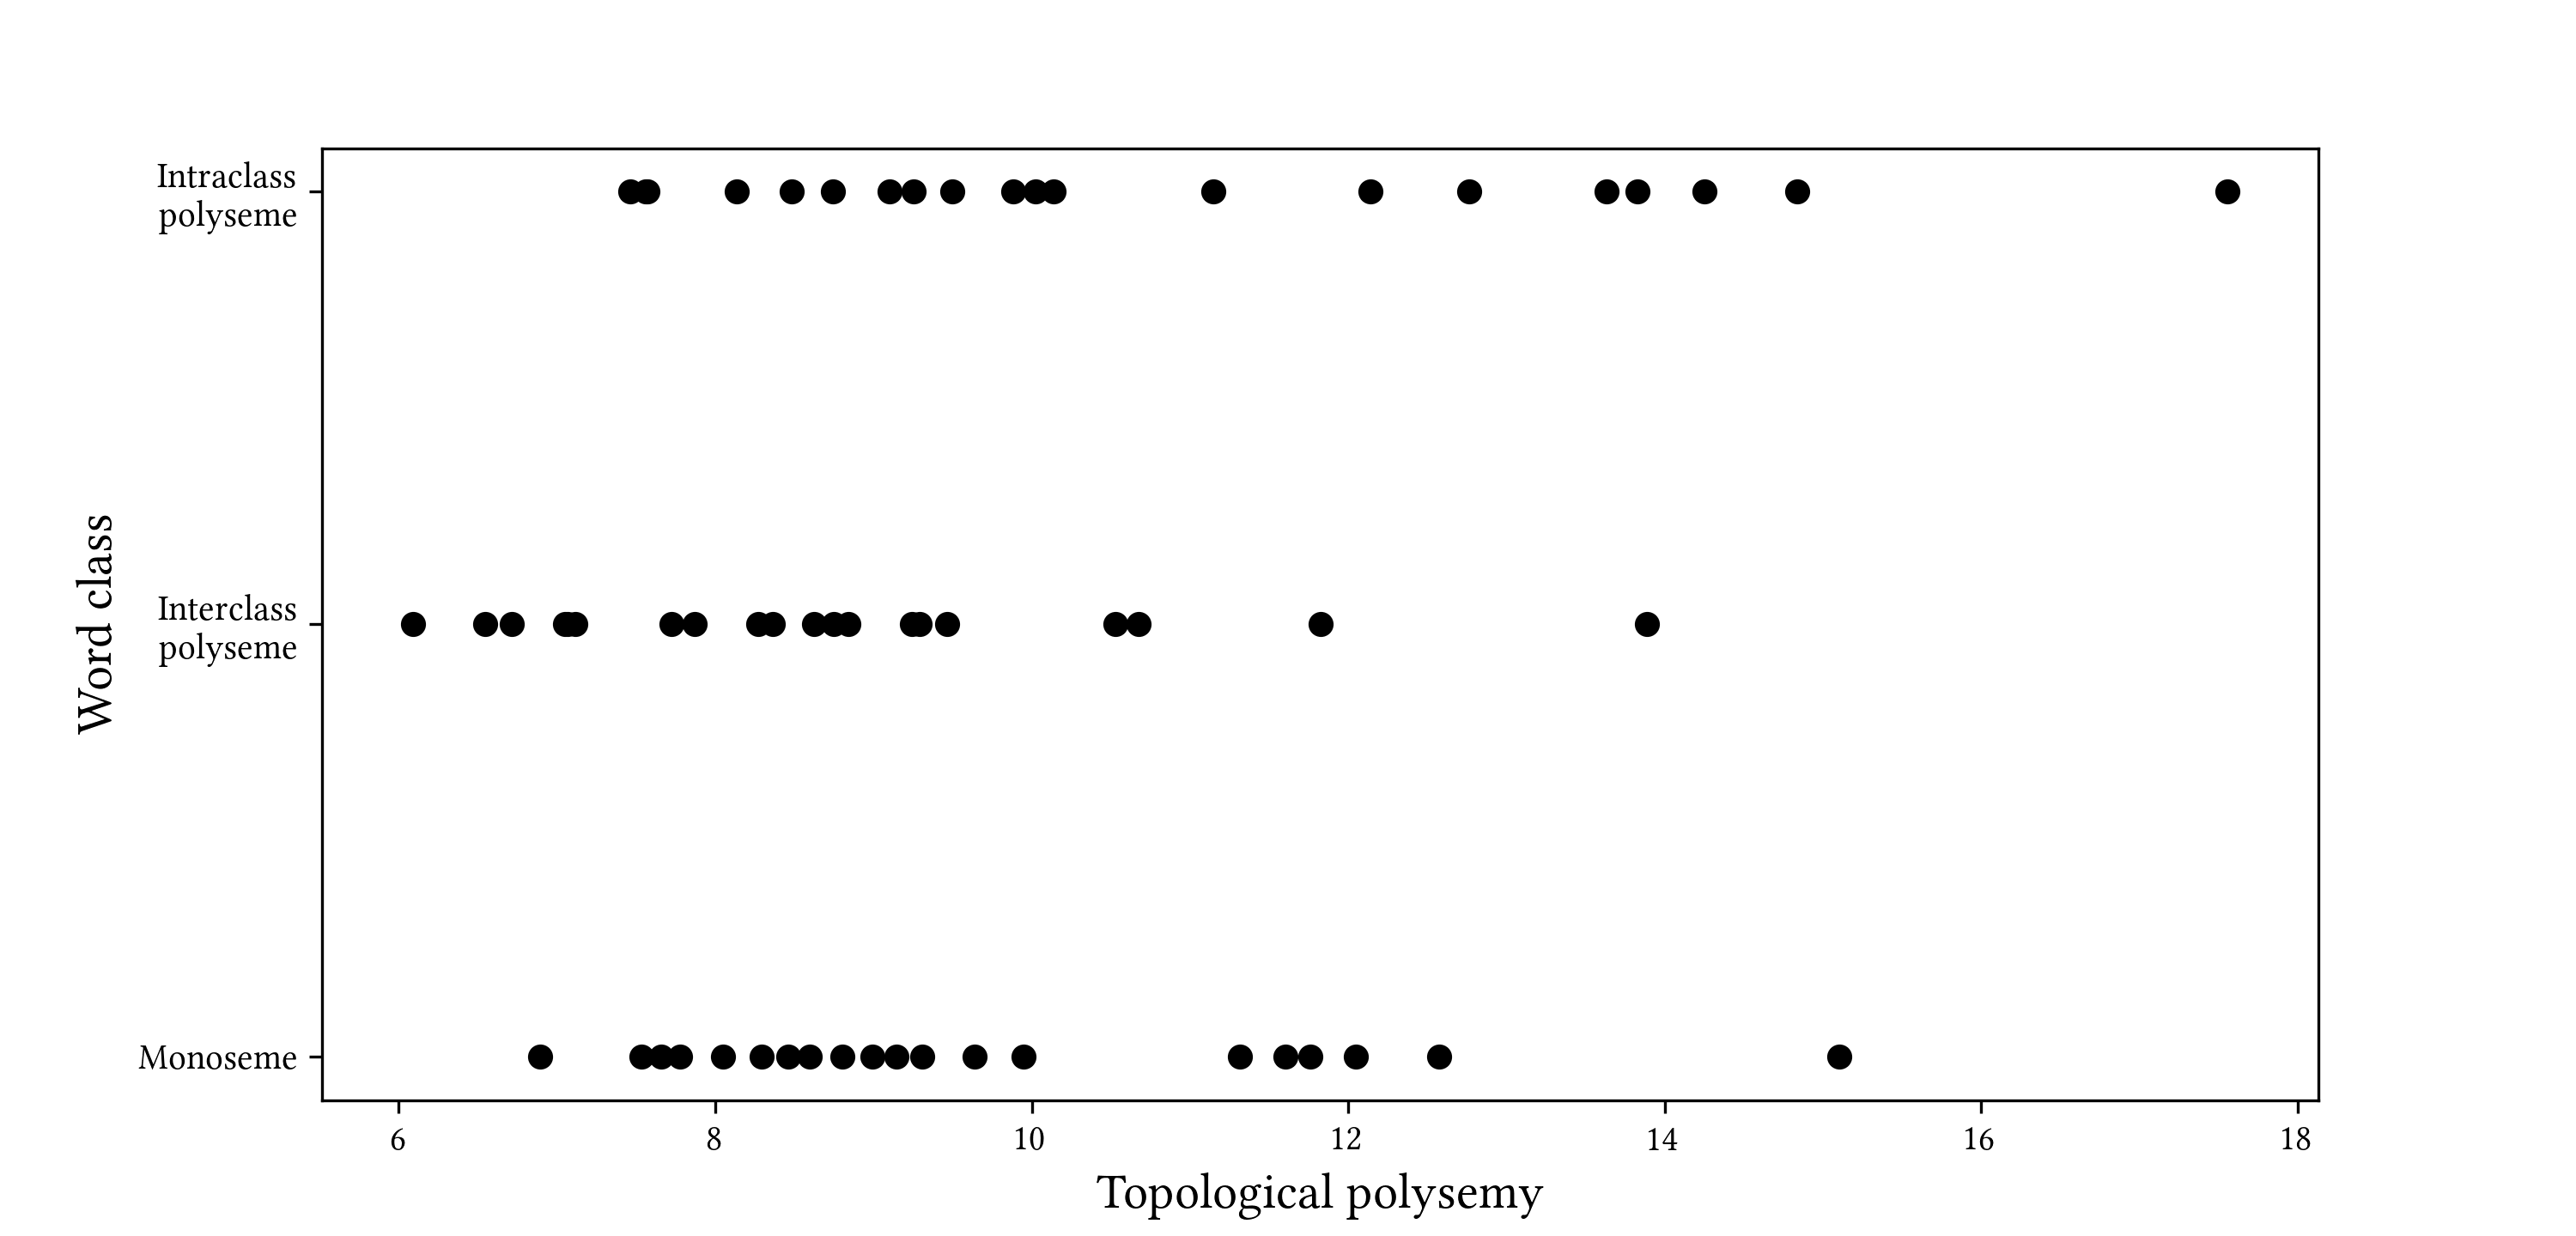 Intraclass
polyseme
Word class
Interclass
polyseme
Monoseme
6 8 10 12 14 16 18
Topological polysemy